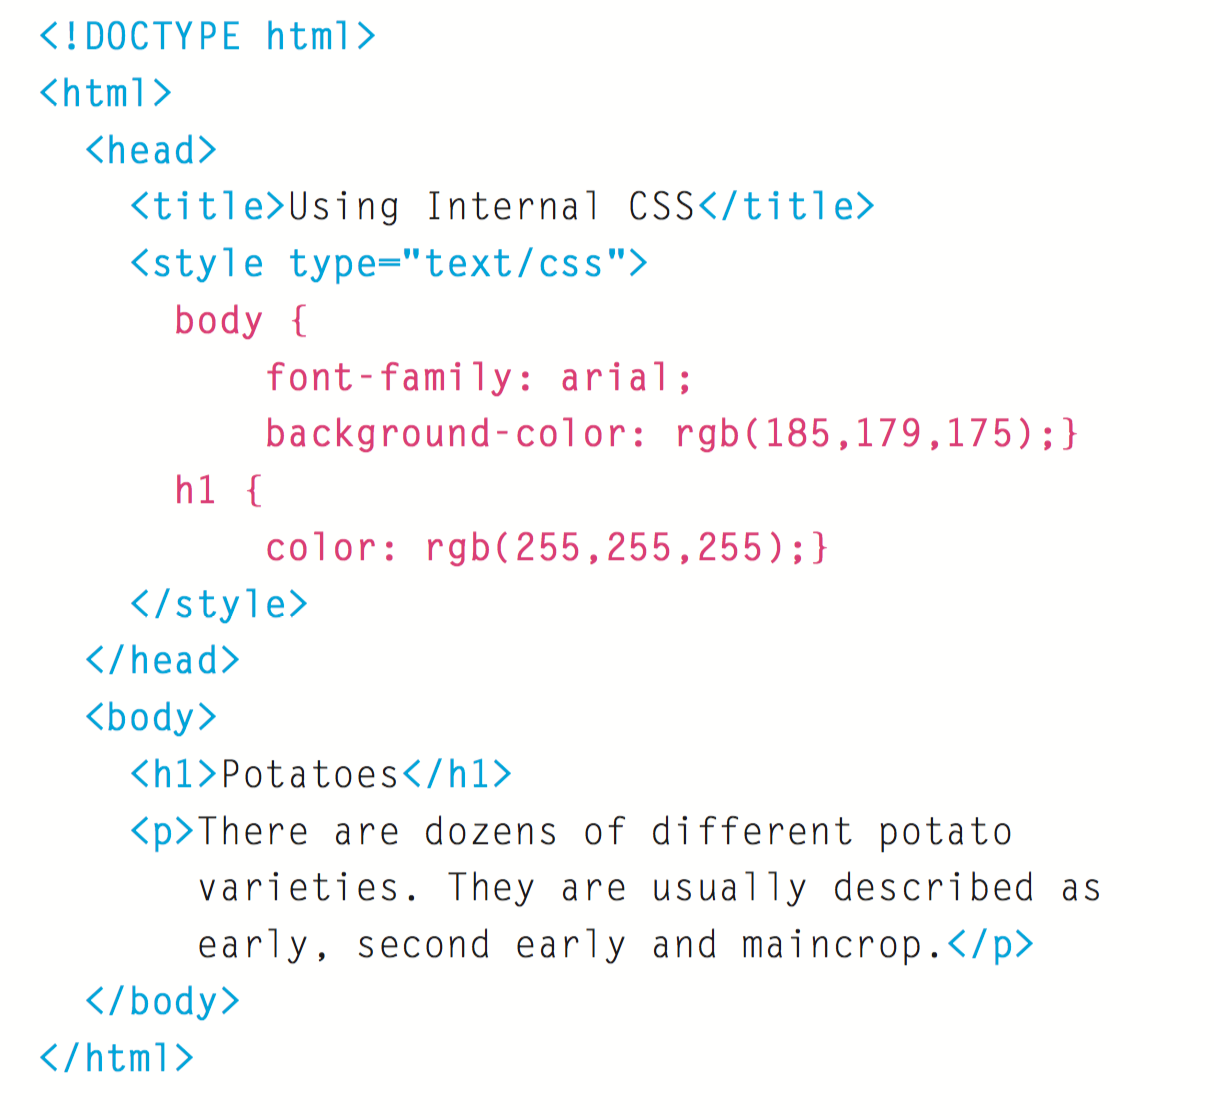 <!DOCTYPE html>
<html>
  <head>
    <title>Using Internal CSS</title>
    <style type="text/css">
      body {
          font-family: arial;
          background-color: rgb(185,179,175);}
      h1 {
          color: rgb(255,255,255);}
    </style>
  </head>
  <body>
    <h1>Potatoes</h1>
    <p>There are dozens of different potato
       varieties. They are usually described as
       early, second early and maincrop.</p>
  </body>
</html>